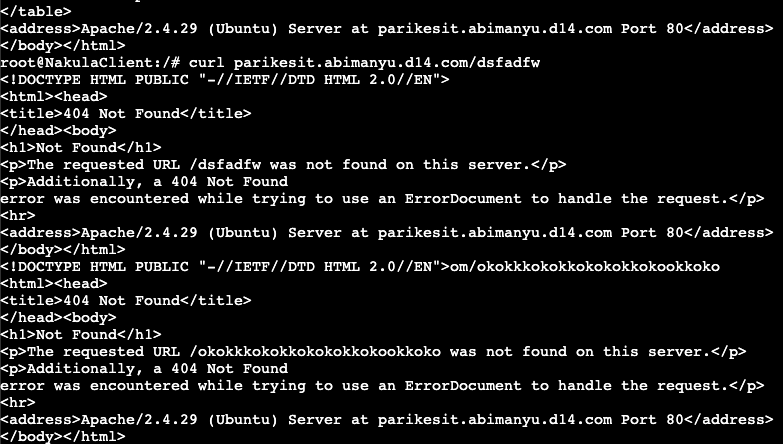 </table>
<address>Apache/2.4.29 (Ubuntu) Server at parikesit.abimanyu.d14.com Port 80</address>
</body></html>
root@NakulaClient:/# curl parikesit.abimanyu.d14.com/dsfadfw
<!DOCTYPE HTML PUBLIC "-//IETF//DTD HTML 2.0//EN">
<html><head>
<title>404 Not Found</title>
</head><body>
<h1>Not Found</h1>
<p>The requested URL /dsfadfw was not found on this server.</p>
<p>Additionally, a 404 Not Found
error was encountered while trying to use an ErrorDocument to handle the request.</p>
<hr>
<address>Apache/2.4.29 (Ubuntu) Server at parikesit.abimanyu.d14.com Port 80</address>
</body></html>
<!DOCTYPE HTML PUBLIC "-//IETF//DTD HTML 2.0//EN">om/okokkkokokkokokokkokookkoko
<html><head>
<title>404 Not Found</title>
</head><body>
<h1>Not Found</h1>
<p>The requested URL /okokkkokokkokokokkokookkoko was not found on this server.</p>
<p>Additionally, a 404 Not Found
error was encountered while trying to use an ErrorDocument to handle the request.</p>
<hr>
<address>Apache/2.4.29 (Ubuntu) Server at parikesit.abimanyu.d14.com Port 80</address>
</body></html>